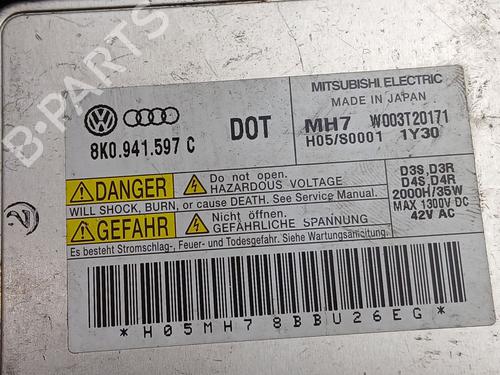 MITSUBISHI ELECTRIC
MADE IN JAPAN
8K0.941.597 C
DOT
MH7 W003T20171
H05/S0001 1Y30
DANGER
Do not open.
HAZARDOUS VOLTAGE
WILL SHOCK, BURN, or cause DEATH. See Service Manual.
GEFAHR
Nicht öffnen.
GEFÄHRLICHE SPANNUNG
Es besteht Stromschlag-, Feuer- und Todesgefahr. Siehe Wartungsanleitung.
D3S, D3R
D4S, D4R
2000H/35W
MAX 1300V DC
42V AC
*H05MH78BBU26EG*
B-PARTS